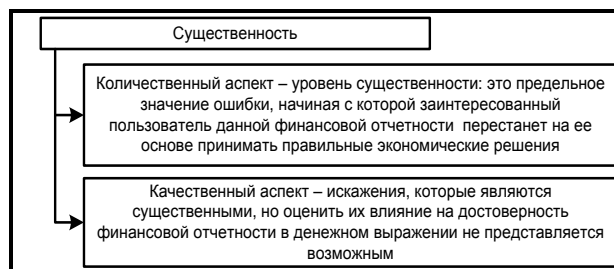 Существенность
Количественный аспект – уровень существенности: это предельное
значение ошибки, начиная с которой заинтересованный
пользователь данной финансовой отчетности перестанет на ее
основе принимать правильные экономические решения
Качественный аспект – искажения, которые являются
существенными, но оценить их влияние на достоверность
финансовой отчетности в денежном выражении не представляется
возможным